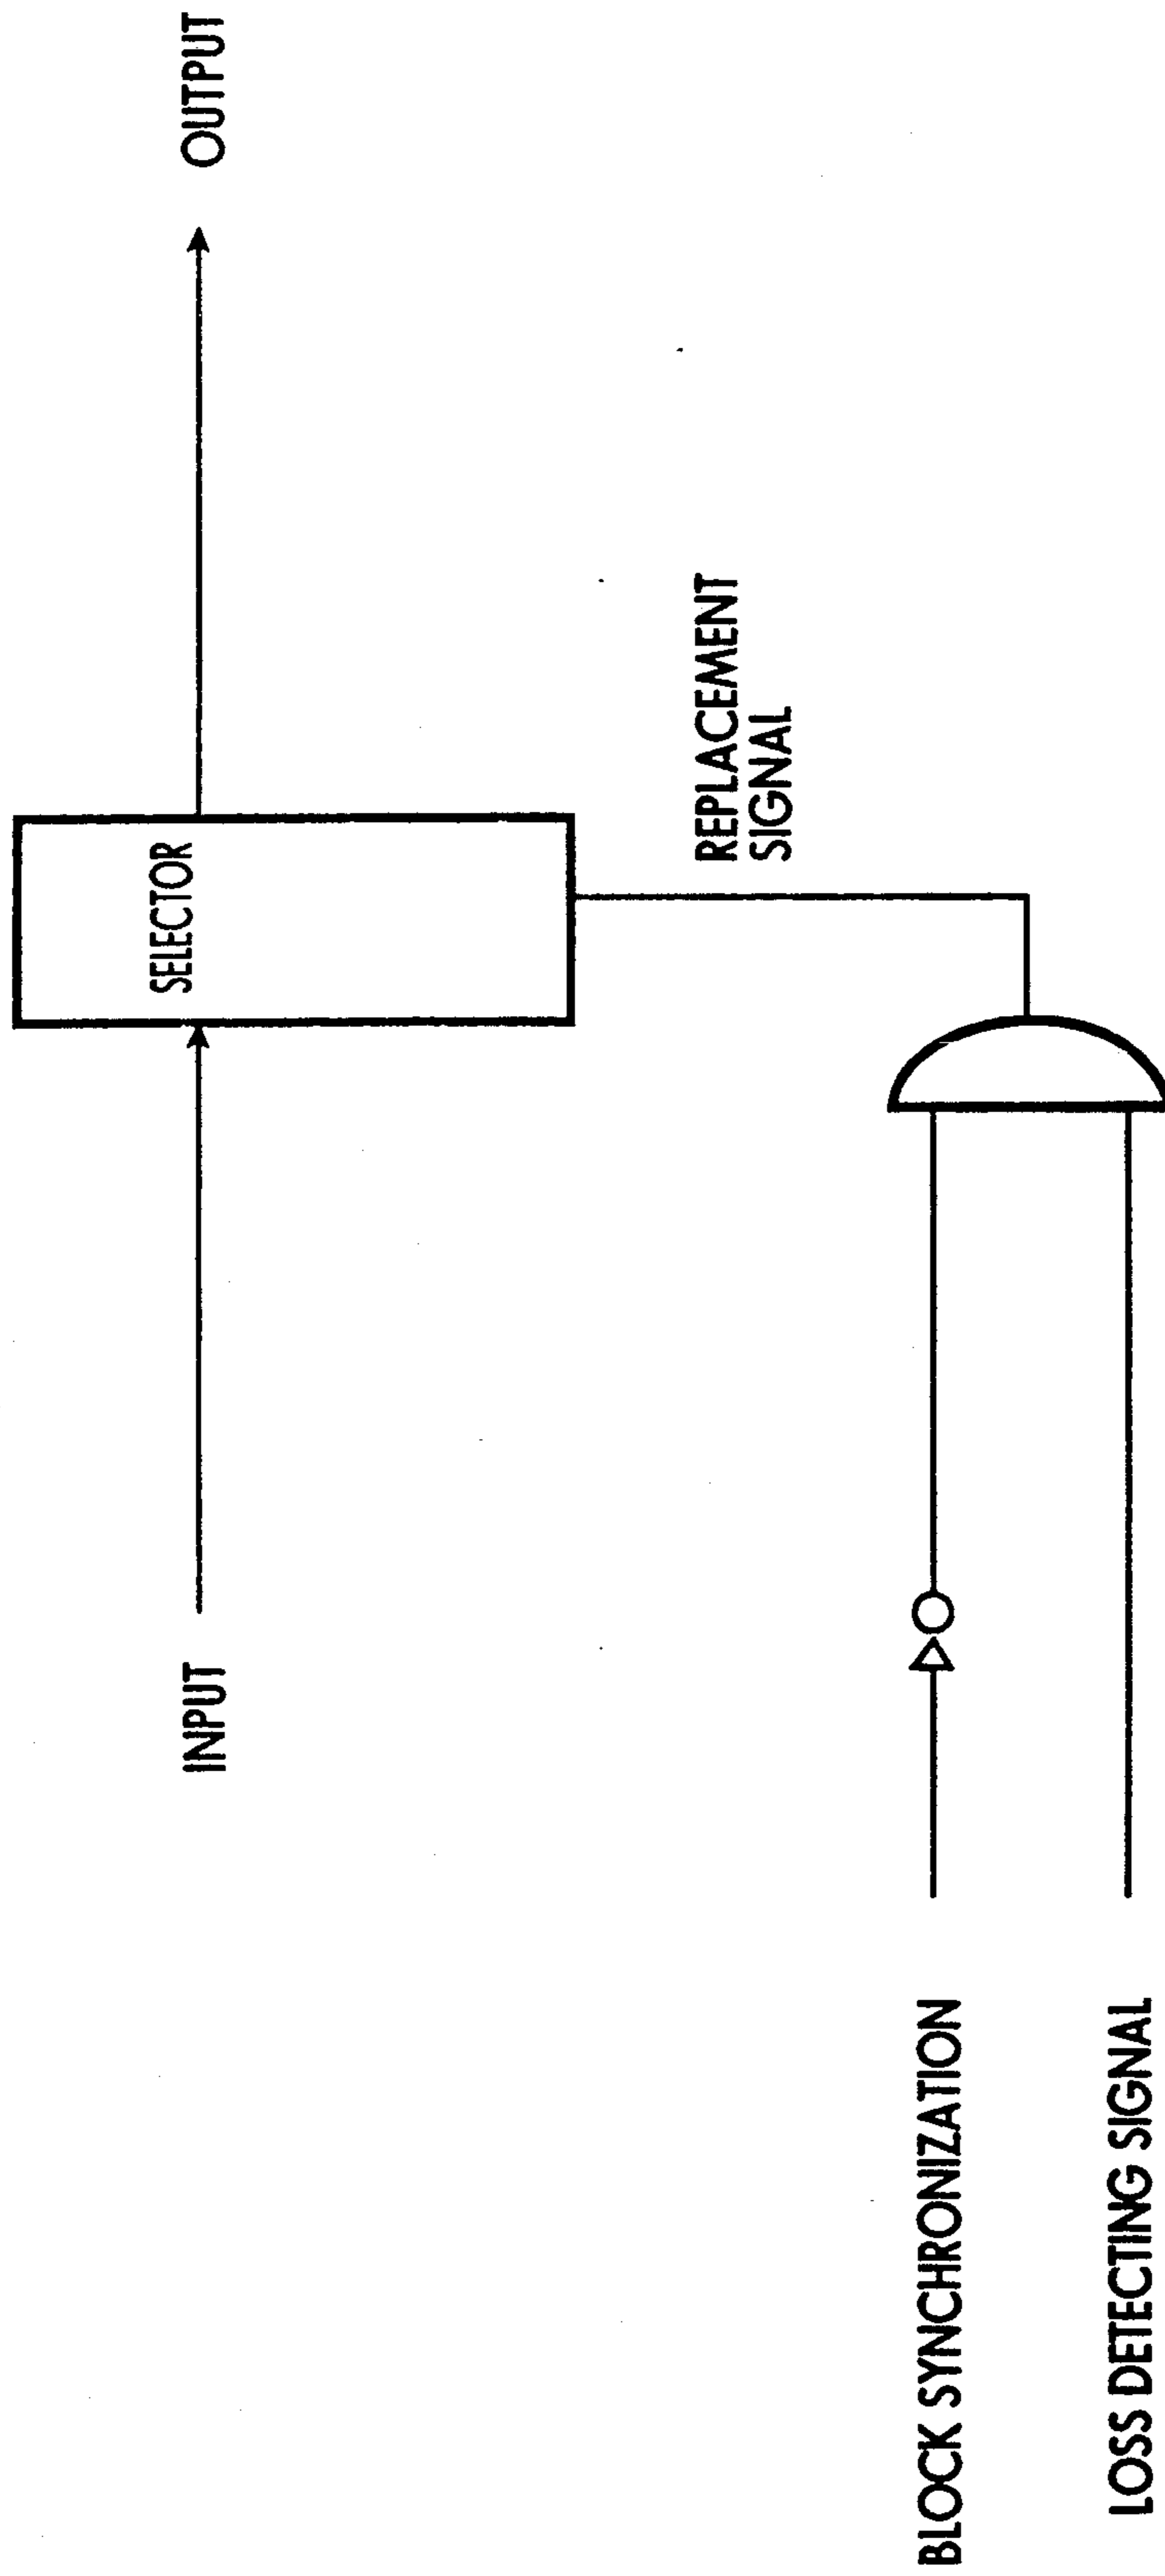 INPUT
SELECTOR
OUTPUT
REPLACEMENT
SIGNAL
BLOCK SYNCHRONIZATION
LOSS DETECTING SIGNAL